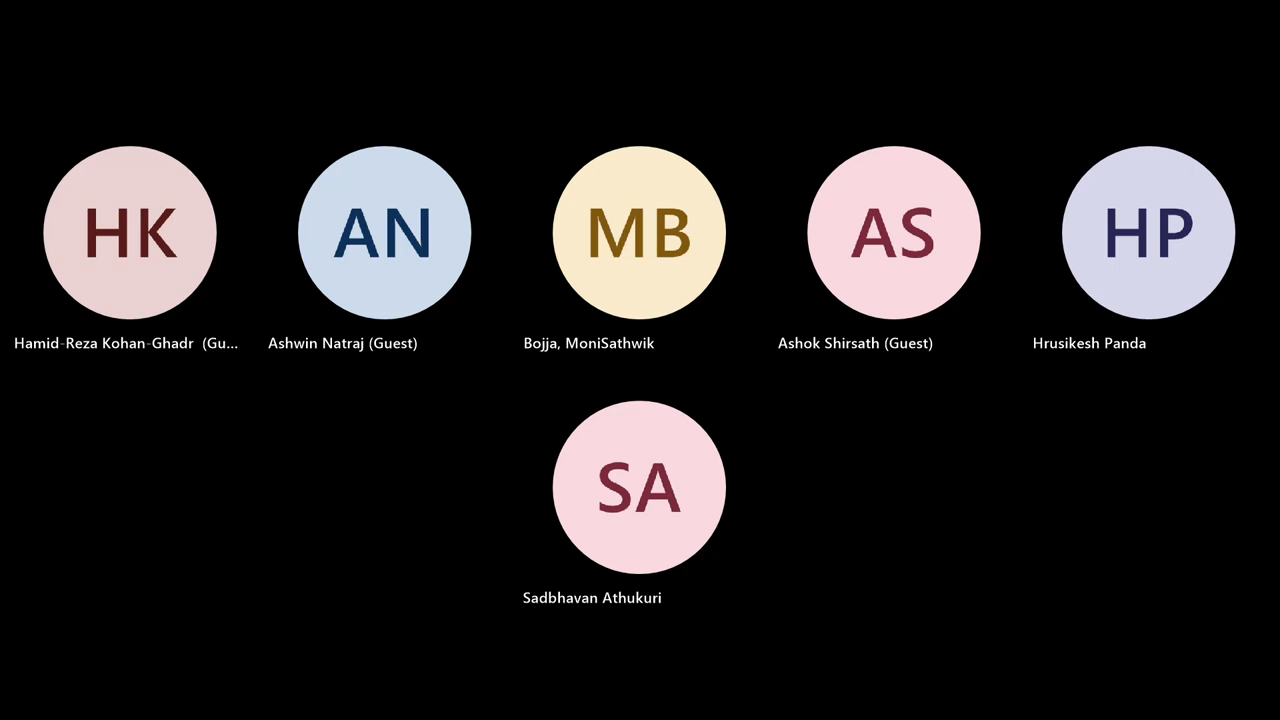 HK AN MB AS HP
Hamid-Reza Kohan-Ghadr (Gu... Ashwin Natraj (Guest) Bojja, MoniSathwik Ashok Shirsath (Guest) Hrusikesh Panda
SA
Sadbhavan Athukuri